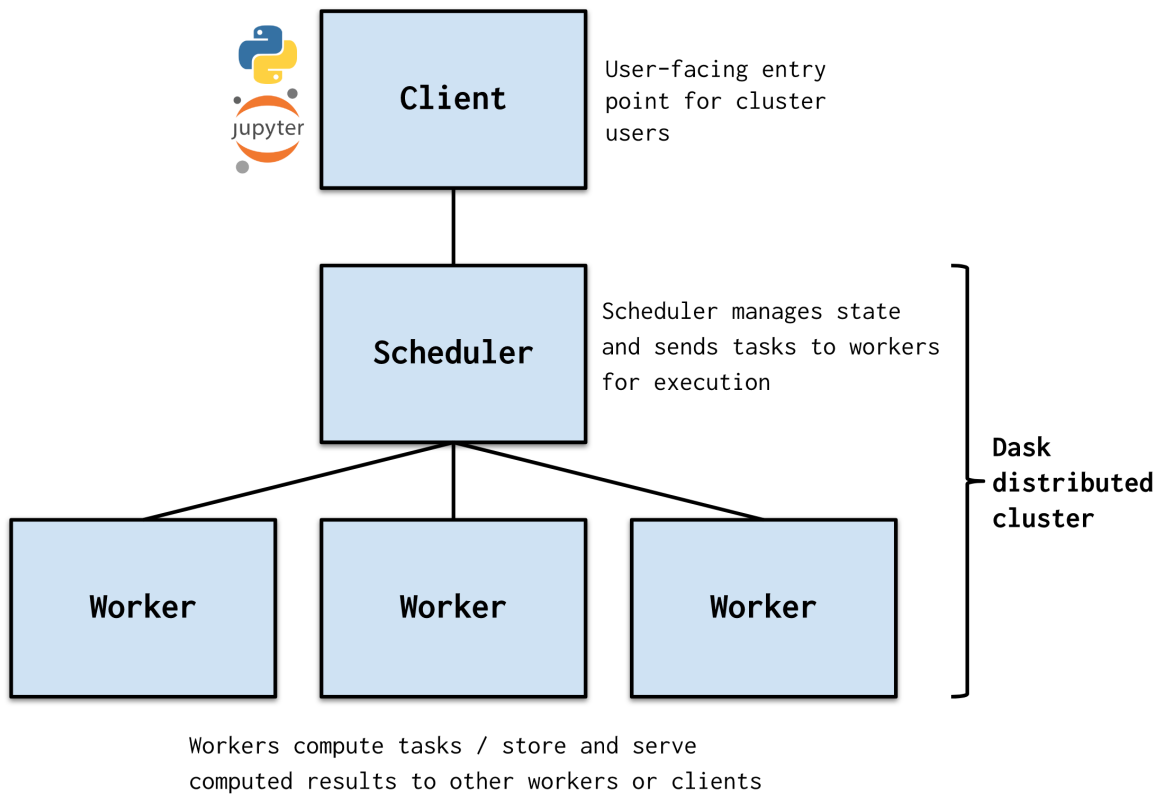 Client
User-facing entry
point for cluster
users
jupyter
Scheduler
Scheduler manages state
and sends tasks to workers
for execution
Dask
distributed
cluster
Worker
Worker
Worker
Workers compute tasks / store and serve
computed results to other workers or clients